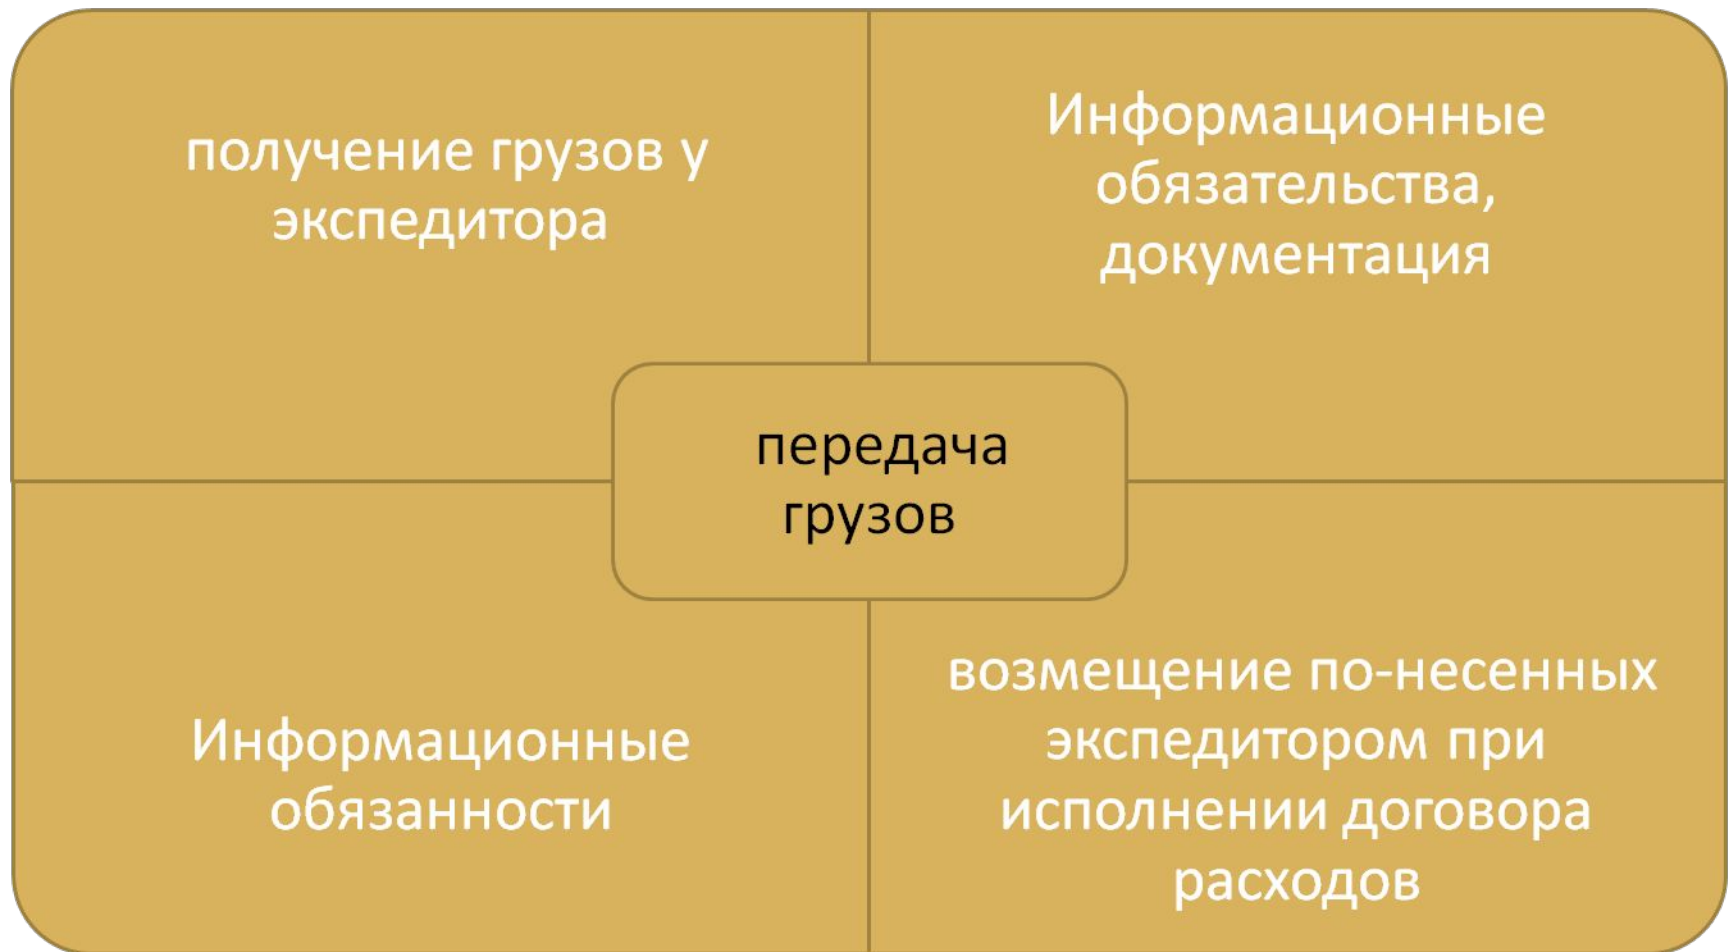 получение грузов у
экспедитора
Информационные
обязательства,
документация
передача
грузов
Информационные
обязанности
возмещение по-несенных
экспедитором при
исполнении договора
расходов